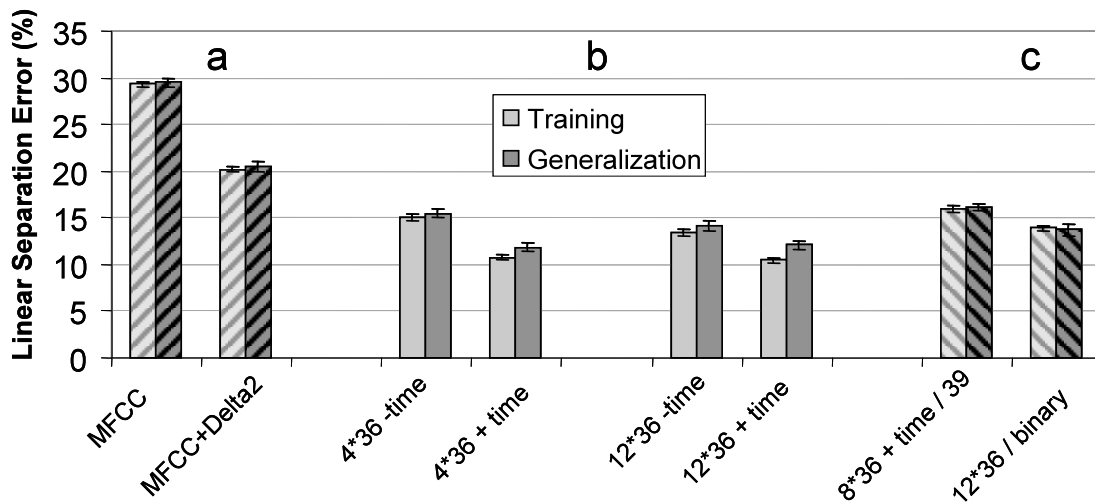 Linear Separation Error (%)
35
30
25
20
15
10
5
0
a
b
c
Training
Generalization
MFCC
MFCC+Delta2
4*36 -time
4*36 + time
12*36 -time
12*36 + time
8*36 + time / 39
12*36 / binary